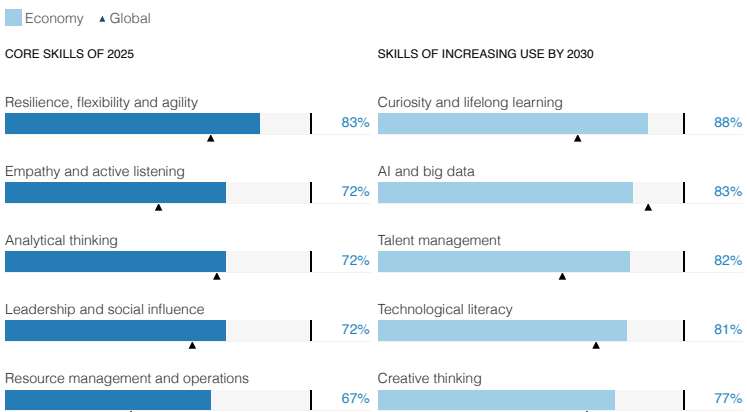 Economy Global
CORE SKILLS OF 2025
Resilience, flexibility and agility
83%
Empathy and active listening
72%
Analytical thinking
72%
Leadership and social influence
72%
Resource management and operations
67%
SKILLS OF INCREASING USE BY 2030
Curiosity and lifelong learning
88%
AI and big data
83%
Talent management
82%
Technological literacy
81%
Creative thinking
77%